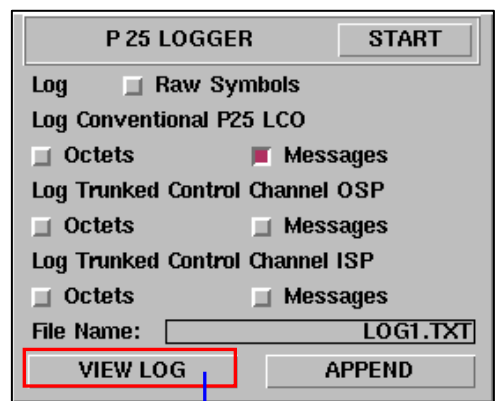 P 25 LOGGER START
Log Raw Symbols
Log Conventional P25 LCO
Octets Messages
Log Trunked Control Channel OSP
Octets Messages
Log Trunked Control Channel ISP
Octets Messages
File Name: LOG1.TXT
VIEW LOG APPEND